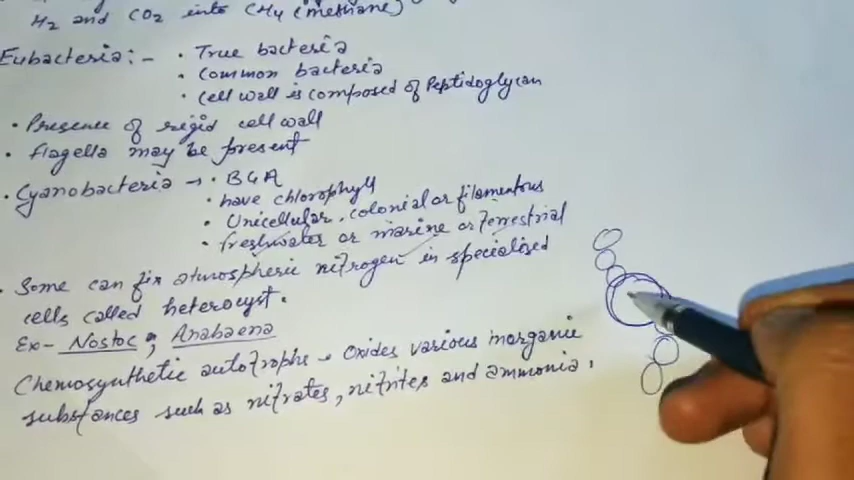 H2 and CO2 into CH4 (methane)
Eubacteria:- • True bacteria
• Common bacteria
• Cell wall is composed of Peptidoglycan
• Presence of rigid cell wall
• flagella may be present
• Cyanobacteria → • BGA
• have chlorophyll
• Unicellular, colonial or filamentous
• freshwater or marine or Terrestrial
• Some can fix atmospheric nitrogen in specialised
cells called heterocyst.
Ex- Nostoc, Anabaena
Chemosynthetic autotrophs → Oxides various inorganic
substances such as nitrates, nitrites and ammonia.